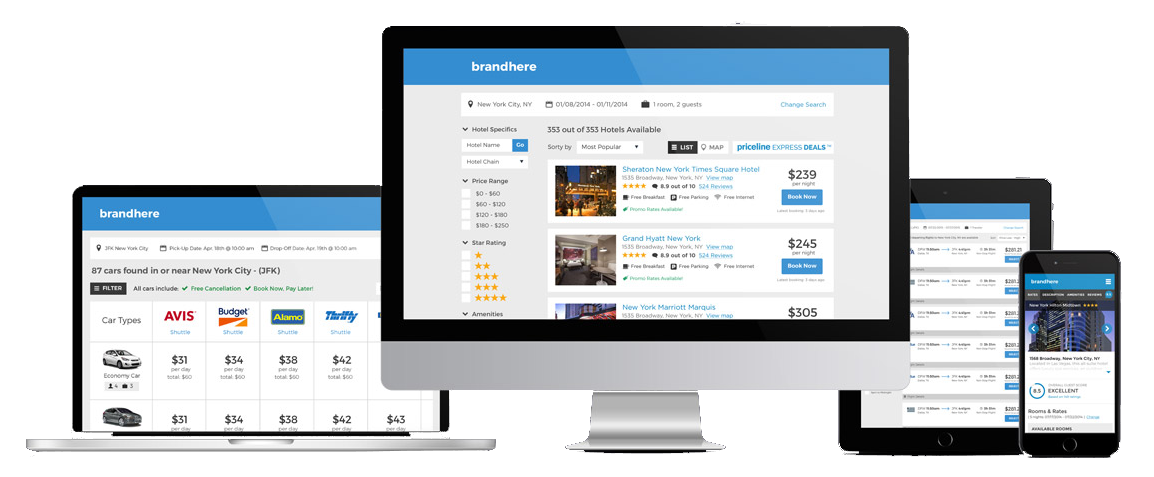 brandhere
New York City, NY 01/08/2014 - 01/11/2014 1 room, 2 guests Change Search
Hotel Specifics
Hotel Name Go
Hotel Chain
Price Range
$0 - $60
$60 - $120
$120 - $180
$180 - $250
Star Rating
Amenities
353 out of 353 Hotels Available
Sorty by Most Popular LIST MAP priceline EXPRESS DEALS™
Sheraton New York Times Square Hotel
1535 Broadway, New York, NY View map
8.9 out of 10 524 Reviews
Free Breakfast Free Parking Free Internet
Promo Rates Available!
$239
per night
Book Now
Latest booking: 5 days ago
Grand Hyatt New York
1535 Broadway, New York, NY View map
8.9 out of 10 524 Reviews
Free Breakfast Free Parking Free Internet
Promo Rates Available!
$245
per night
Book Now
Latest booking: 5 days ago
New York Marriott Marquis
1535 Broadway, New York, NY View map
$305
brandhere
JFK New York City Pick-Up Date: Apr. 18th @ 10:00 am Drop-Off Date: Apr. 19th @ 10:00 am
87 cars found in or near New York City - (JFK)
FILTER All cars include: Free Cancellation Book Now, Pay Later!
Car Types AVIS Budget Alamo Thrifty
Shuttle Shuttle Shuttle Shuttle
Economy Car
4 3
$31 $34 $38 $42
per day per day per day per day
total: $60 total: $60 total: $60 total: $60
$31 $34 $38 $42 $43
per day per day per day per day per day
Change Search
$281.21
brandhere
RATES DESCRIPTION AMENITIES REVIEWS
New York Hilton Midtown
1568 Broadway, New York City, NY
8.5
OVERALL GUEST SCORE
EXCELLENT
Rooms & Rates
Change
AVAILABLE ROOMS